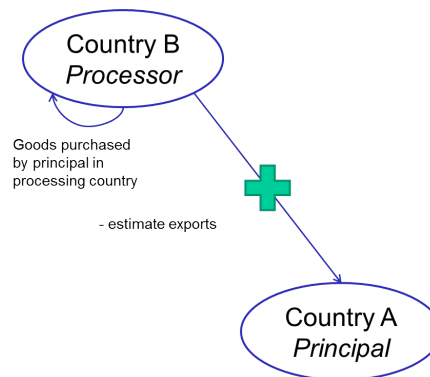 Country B
Processor
Goods purchased
by principal in
processing country
- estimate exports
Country A
Principal